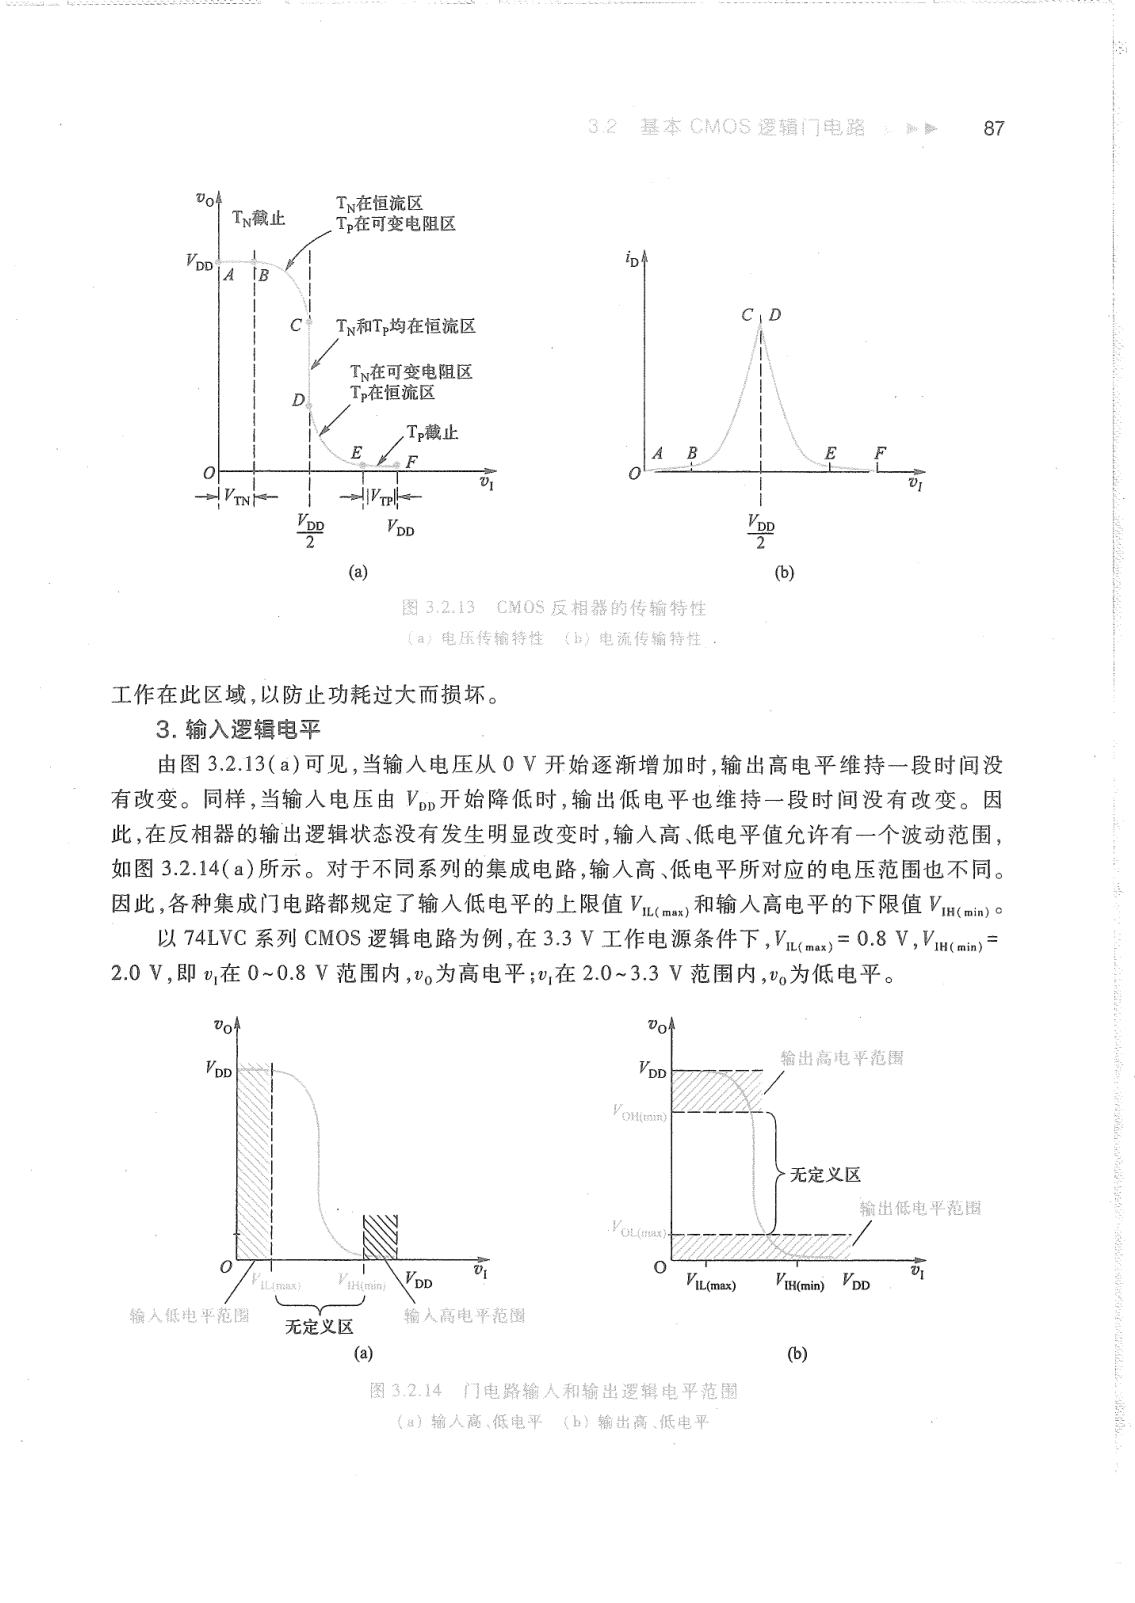 3.2 基本 CMOS 逻辑门电路 87
vO
TN截止
TN在恒流区
TP在可变电阻区
VDD
A
B
C
TN和TP均在恒流区
TN在可变电阻区
TP在恒流区
D
TP截止
E
F
O
vI
VTN
|VTP|
VDD
2
VDD
(a)
iD
C D
A B E F
O
vI
VDD
2
(b)
图 3.2.13 CMOS 反相器的传输特性
(a) 电压传输特性 (b) 电流传输特性
工作在此区域,以防止功耗过大而损坏。
3. 输入逻辑电平
由图 3.2.13(a)可见,当输入电压从 0 V 开始逐渐增加时,输出高电平维持一段时间没
有改变。同样,当输入电压由 VDD开始降低时,输出低电平也维持一段时间没有改变。因
此,在反相器的输出逻辑状态没有发生明显改变时,输入高、低电平值允许有一个波动范围,
如图 3.2.14(a)所示。对于不同系列的集成电路,输入高、低电平所对应的电压范围也不同。
因此,各种集成门电路都规定了输入低电平的上限值 VIL(max)和输入高电平的下限值 VIH(min)。
以 74LVC 系列 CMOS 逻辑电路为例,在 3.3 V 工作电源条件下,VIL(max)= 0.8 V,VIH(min)=
2.0 V,即 vI在 0~0.8 V 范围内,vO为高电平;vI在 2.0~3.3 V 范围内,vO为低电平。
vO
VDD
O
VIL(max)
VIH(min)
VDD
vI
输入低电平范围
无定义区
输入高电平范围
(a)
vO
输出高电平范围
VDD
VOH(min)
无定义区
输出低电平范围
VOL(max)
O
VIL(max)
VIH(min)
VDD
vI
(b)
图 3.2.14 门电路输入和输出逻辑电平范围
(a) 输入高、低电平 (b) 输出高、低电平